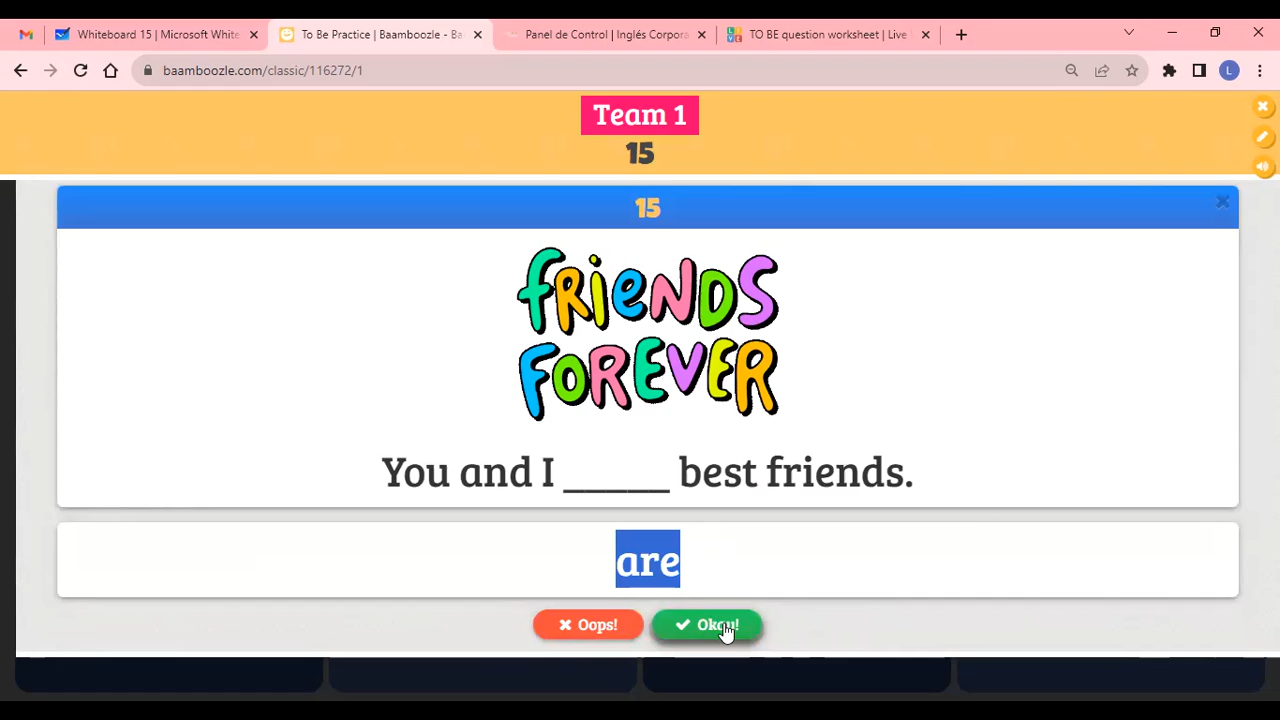 Whiteboard 15 | Microsoft White
To Be Practice | Baamboozle - Ba
Panel de Control | Inglés Corpora
TO BE question worksheet | Live
baamboozle.com/classic/116272/1
L
Team 1
15
15
FRiENDS
FOREVER
You and I _____ best friends.
are
Oops!
Okay!